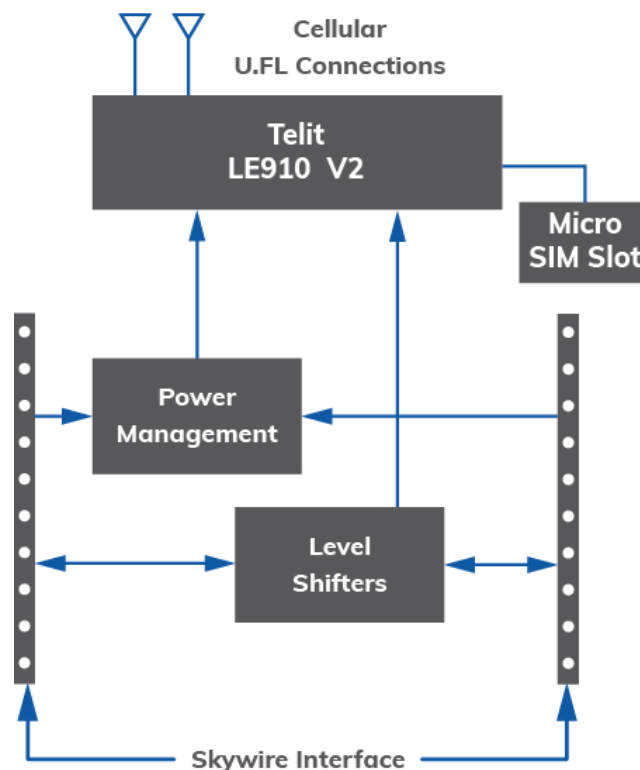 Cellular
U.FL Connections
Telit
LE910 V2
Micro
SIM Slot
Power
Management
Level
Shifters
Skywire Interface